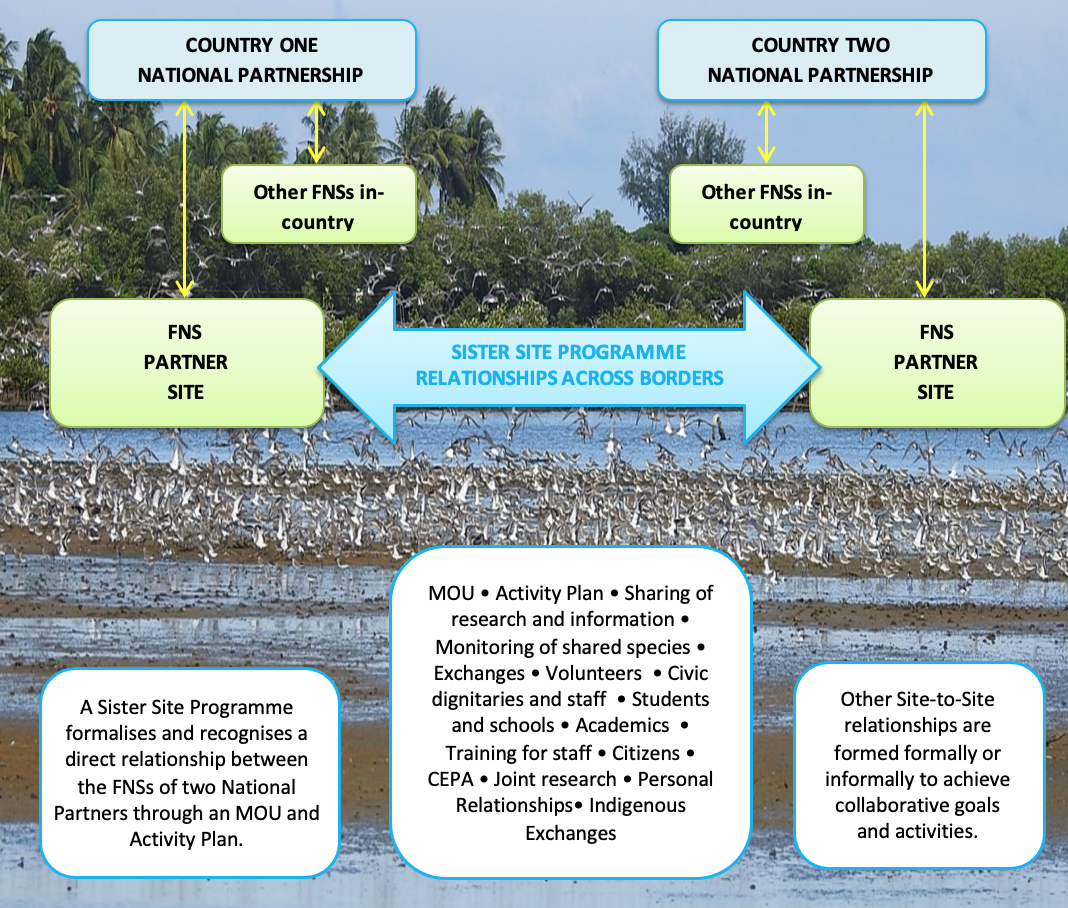 COUNTRY ONE
NATIONAL PARTNERSHIP
COUNTRY TWO
NATIONAL PARTNERSHIP
Other FNSs in-
country
Other FNSs in-
country
FNS
PARTNER
SITE
SISTER SITE PROGRAMME
RELATIONSHIPS ACROSS BORDERS
FNS
PARTNER
SITE
A Sister Site Programme
formalises and recognises a
direct relationship between
the FNSs of two National
Partners through an MOU and
Activity Plan.
MOU • Activity Plan • Sharing of
research and information •
Monitoring of shared species •
Exchanges • Volunteers • Civic
dignitaries and staff • Students
and schools • Academics •
Training for staff • Citizens •
CEPA • Joint research • Personal
Relationships• Indigenous
Exchanges
Other Site-to-Site
relationships are
formed formally or
informally to achieve
collaborative goals
and activities.